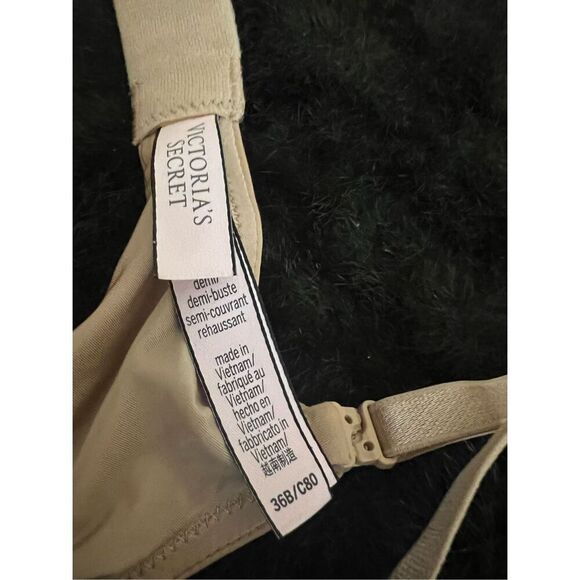 VICTORIA'S
SECRET
demi/
demi-buste
semi-couvrant
rehaussant
made in
Vietnam/
fabriqué au
Vietnam/
hecho en
Vietnam/
fabbricato in
Vietnam/
越南制造
36B/C80